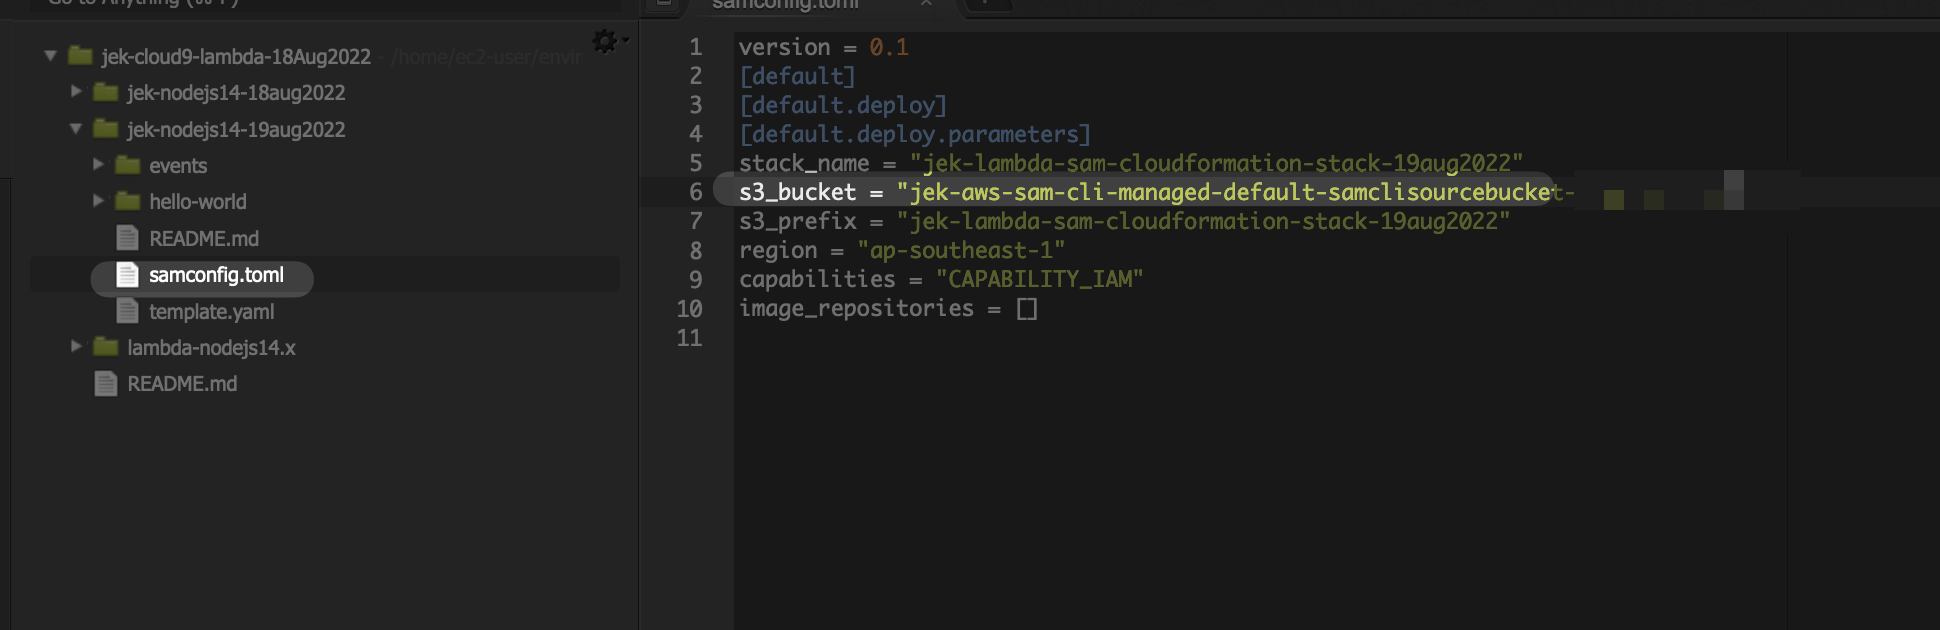 Go to Anything (⌘ P)
jek-cloud9-lambda-18Aug2022 - /home/ec2-user/envir
jek-nodejs14-18aug2022
jek-nodejs14-19aug2022
events
hello-world
README.md
samconfig.toml
template.yaml
lambda-nodejs14.x
README.md
samconfig.toml
1 version = 0.1
2 [default]
3 [default.deploy]
4 [default.deploy.parameters]
5 stack_name = "jek-lambda-sam-cloudformation-stack-19aug2022"
6 s3_bucket = "jek-aws-sam-cli-managed-default-samclisourcebucket-
7 s3_prefix = "jek-lambda-sam-cloudformation-stack-19aug2022"
8 region = "ap-southeast-1"
9 capabilities = "CAPABILITY_IAM"
10 image_repositories = []
11